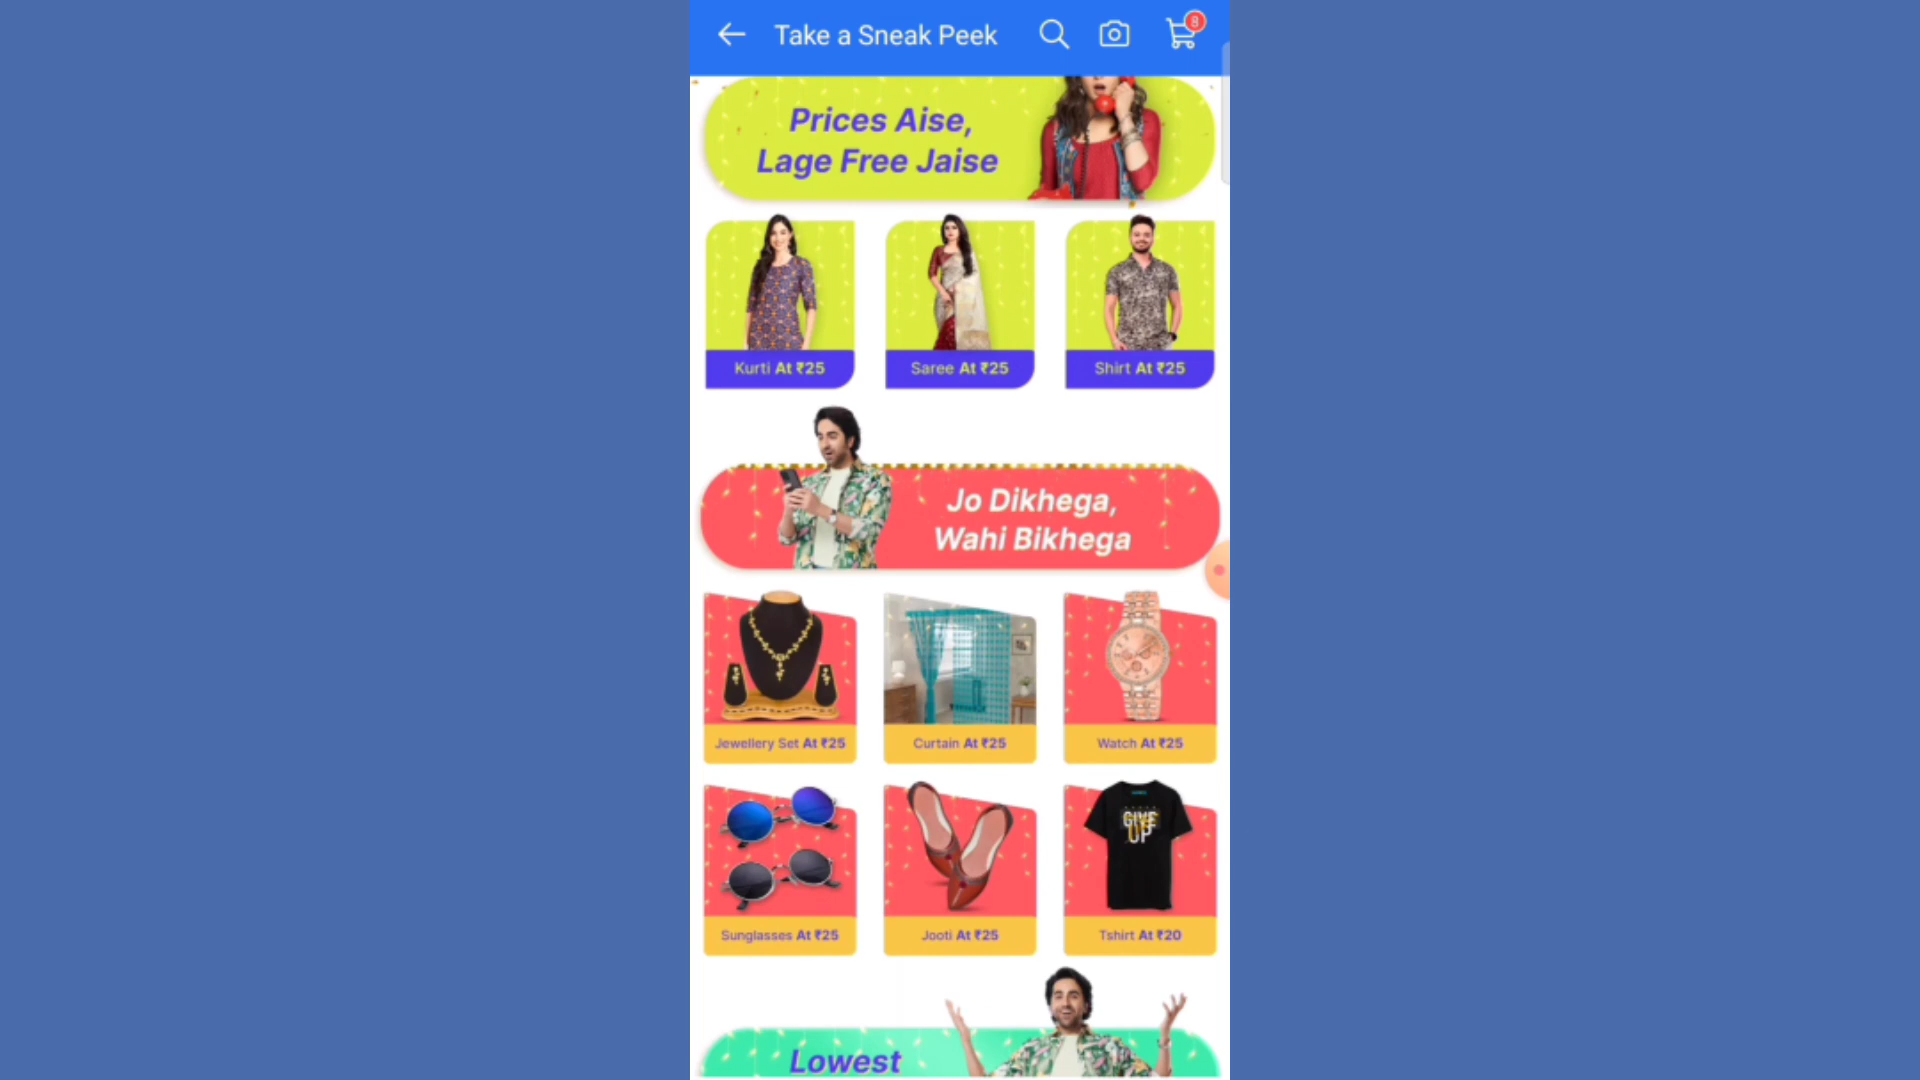 Take a Sneak Peek
8
Prices Aise,
Lage Free Jaise
Kurti At ₹25
Saree At ₹25
Shirt At ₹25
Jo Dikhega,
Wahi Bikhega
Jewellery Set At ₹25
Curtain At ₹25
Watch At ₹25
GIVE
UP
Sunglasses At ₹25
Jooti At ₹25
Tshirt At ₹20
Lowest